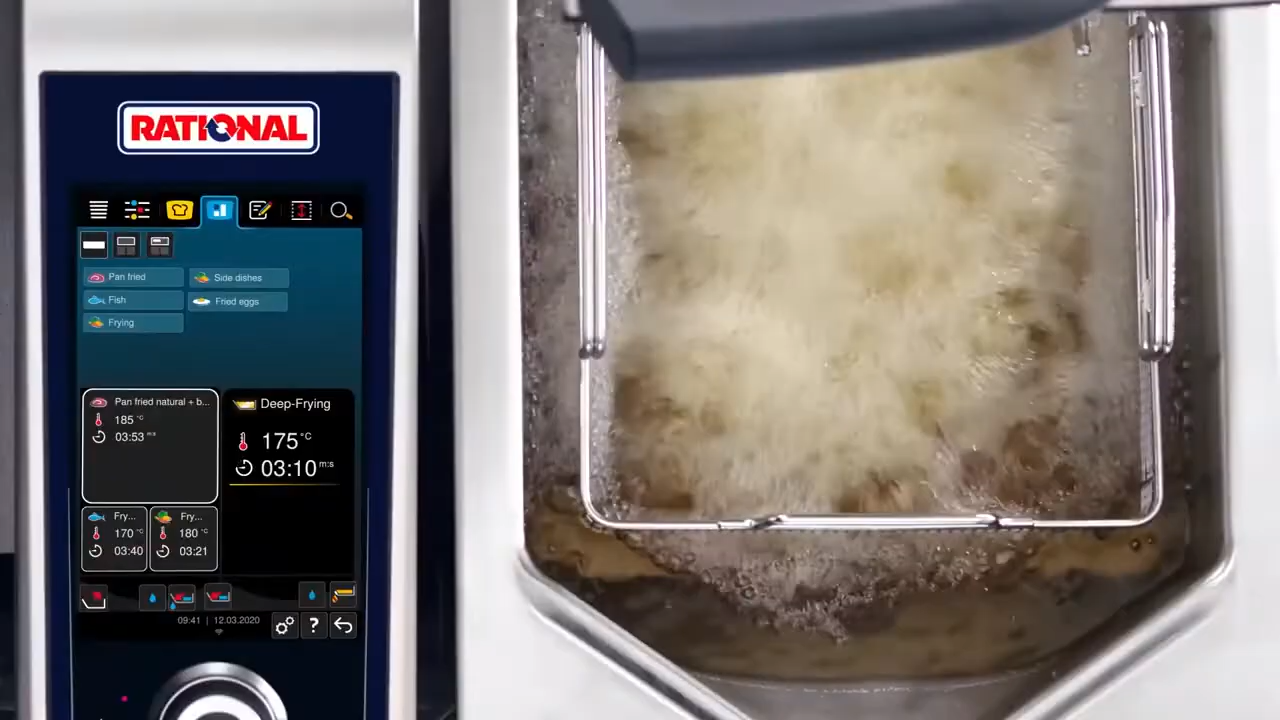 RATIONAL
Pan fried
Side dishes
Fish
Fried eggs
Frying
Pan fried natural + b...
185 °C
03:53 m:s
Deep-Frying
175 °C
03:10 m:s
Fry...
170 °C
03:40
Fry...
180 °C
03:21
09:41 | 12.03.2020
?